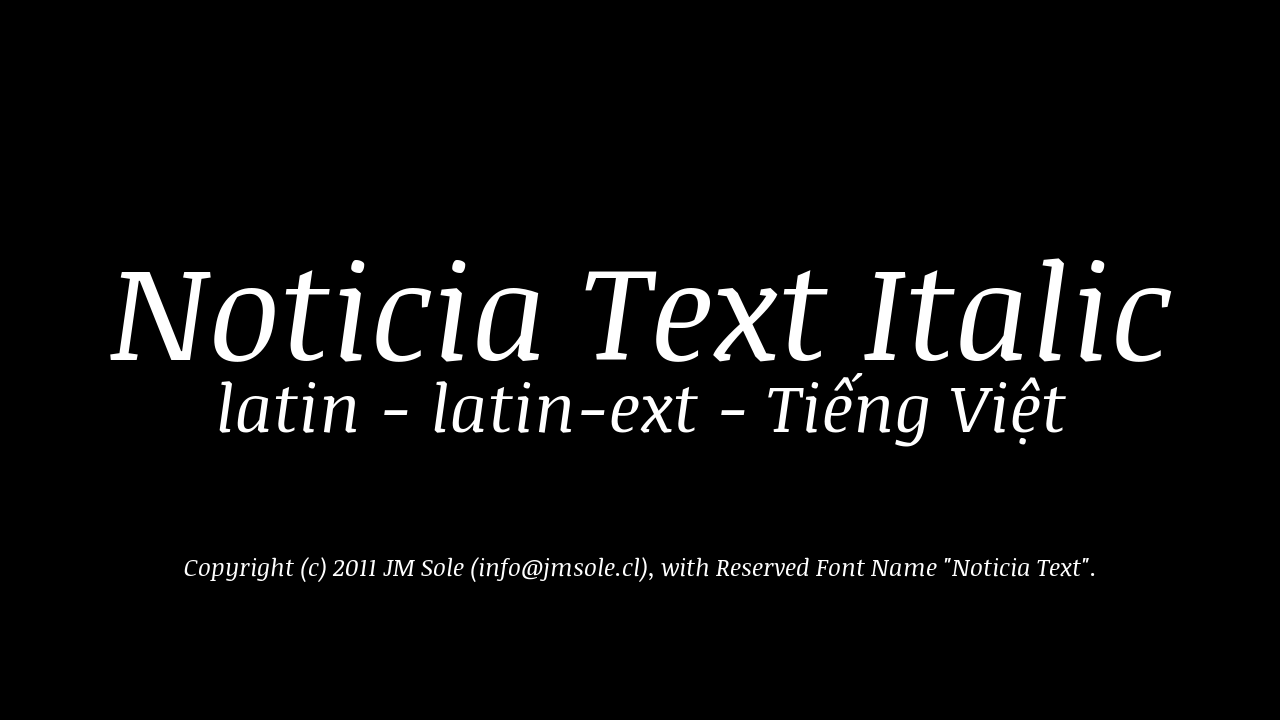 Noticia Text Italic
latin - latin-ext - Tiếng Việt
Copyright (c) 2011 JM Sole (info@jmsole.cl), with Reserved Font Name "Noticia Text".